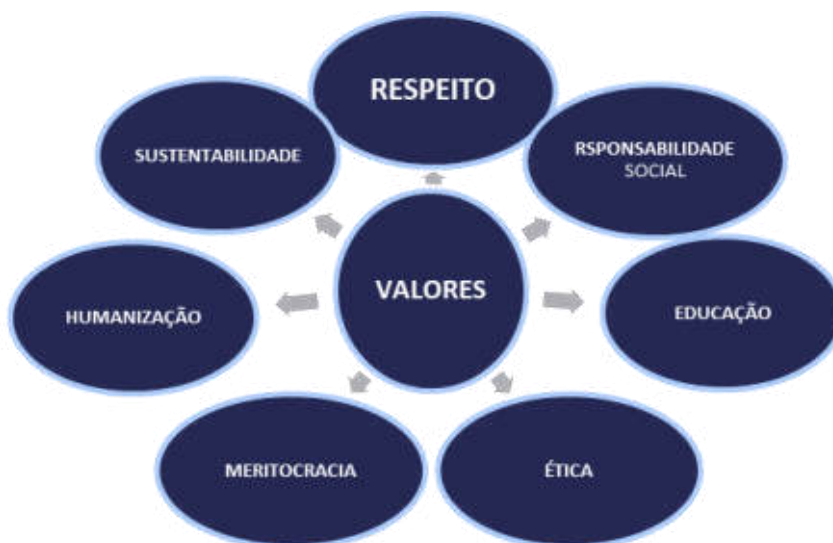 RESPEITO
SUSTENTABILIDADE
RSPONSABILIDADE
SOCIAL
VALORES
HUMANIZAÇÃO
EDUCAÇÃO
MERITOCRACIA
ÉTICA